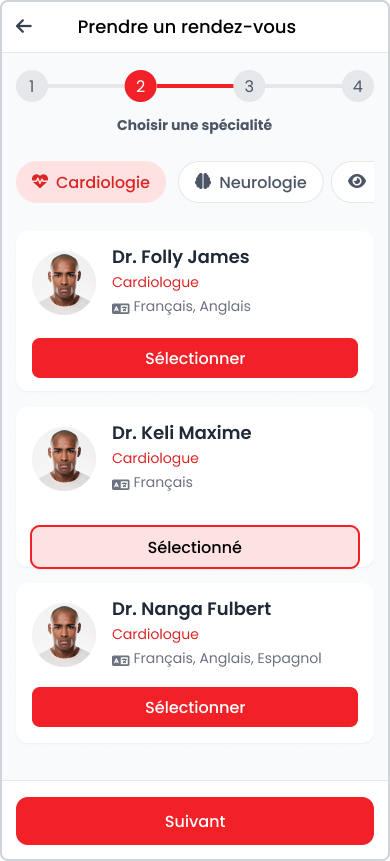 Prendre un rendez-vous
1 2 3 4
Choisir une spécialité
Cardiologie Neurologie
Dr. Folly James
Cardiologue
Français, Anglais
Sélectionner
Dr. Keli Maxime
Cardiologue
Français
Sélectionné
Dr. Nanga Fulbert
Cardiologue
Français, Anglais, Espagnol
Sélectionner
Suivant